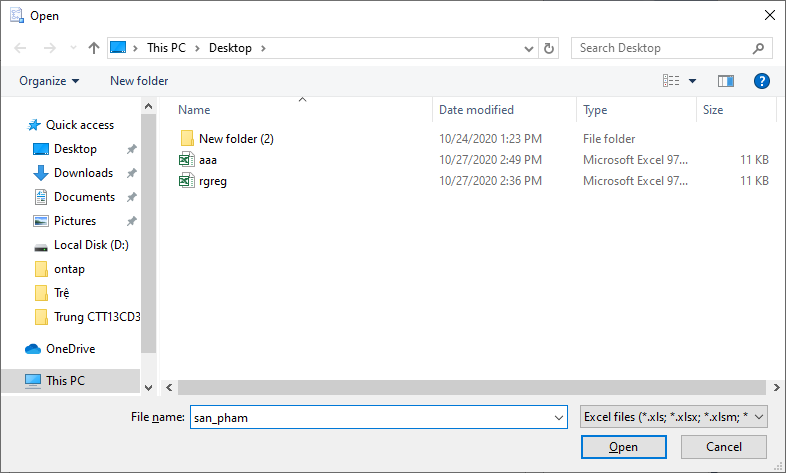 Open
This PC > Desktop >
Search Desktop
Organize
New folder
Name
Date modified
Type
Size
Quick access
Desktop
Downloads
Documents
Pictures
Local Disk (D:)
ontap
Trệ
Trung CTT13CD3
OneDrive
This PC
New folder (2) 10/24/2020 1:23 PM File folder
aaa 10/27/2020 2:49 PM Microsoft Excel 97... 11 KB
rgreg 10/27/2020 2:36 PM Microsoft Excel 97... 11 KB
File name: san_pham
Excel files (*.xls; *.xlsx; *.xlsm; *
Open
Cancel